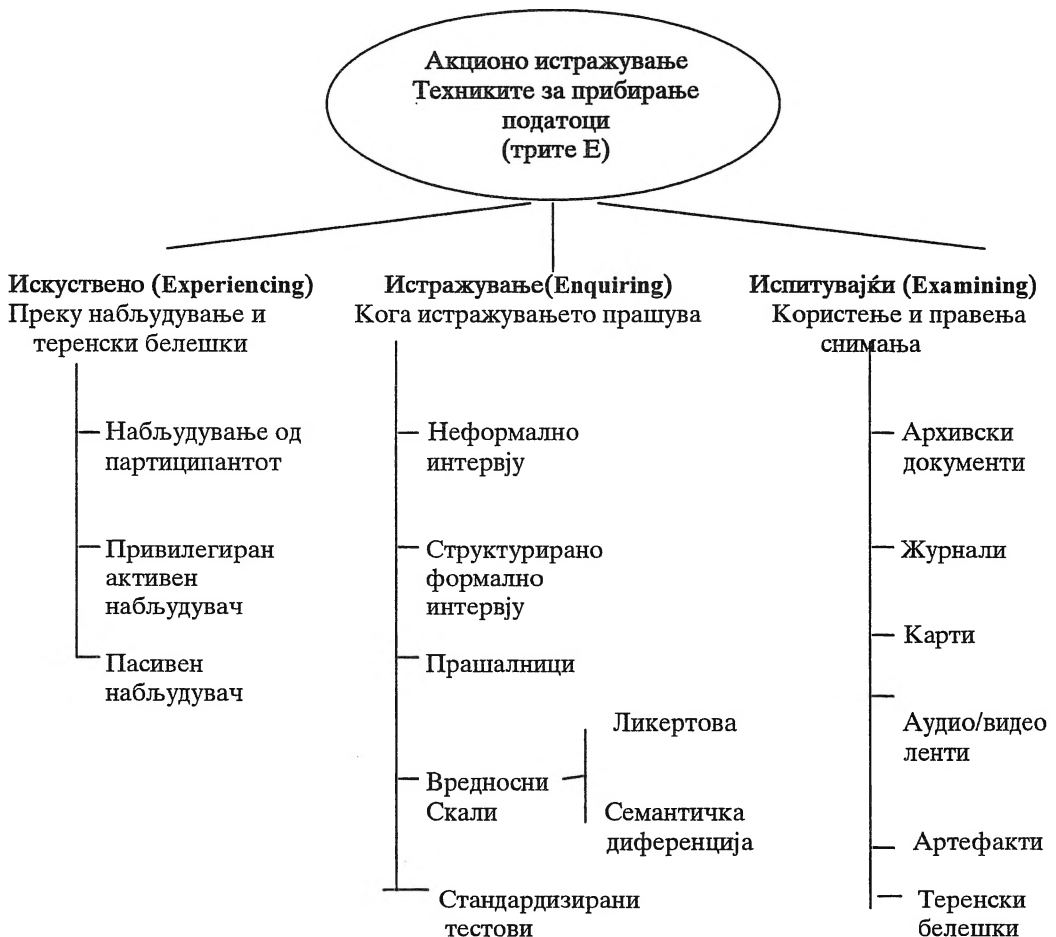 Акционо истражување
Техниките за прибирање
податоци
(трите Е)
Искуствено (Experiencing)
Преку набљудување и
теренски белешки
Набљудување од
партиципантот
Привилегиран
активен
набљудувач
Пасивен
набљудувач
Истражување(Enquiring)
Кога истражувањето прашува
Неформално
интервју
Структурирано
формално
интервју
Прашалници
Вредносни
Скали
Ликертова
Семантичка
диференција
Стандардизирани
тестови
Испитувајќи (Examining)
Користење и правења
снимања
Архивски
документи
Журнали
Карти
Аудио/видео
ленти
Артефакти
Теренски
белешки